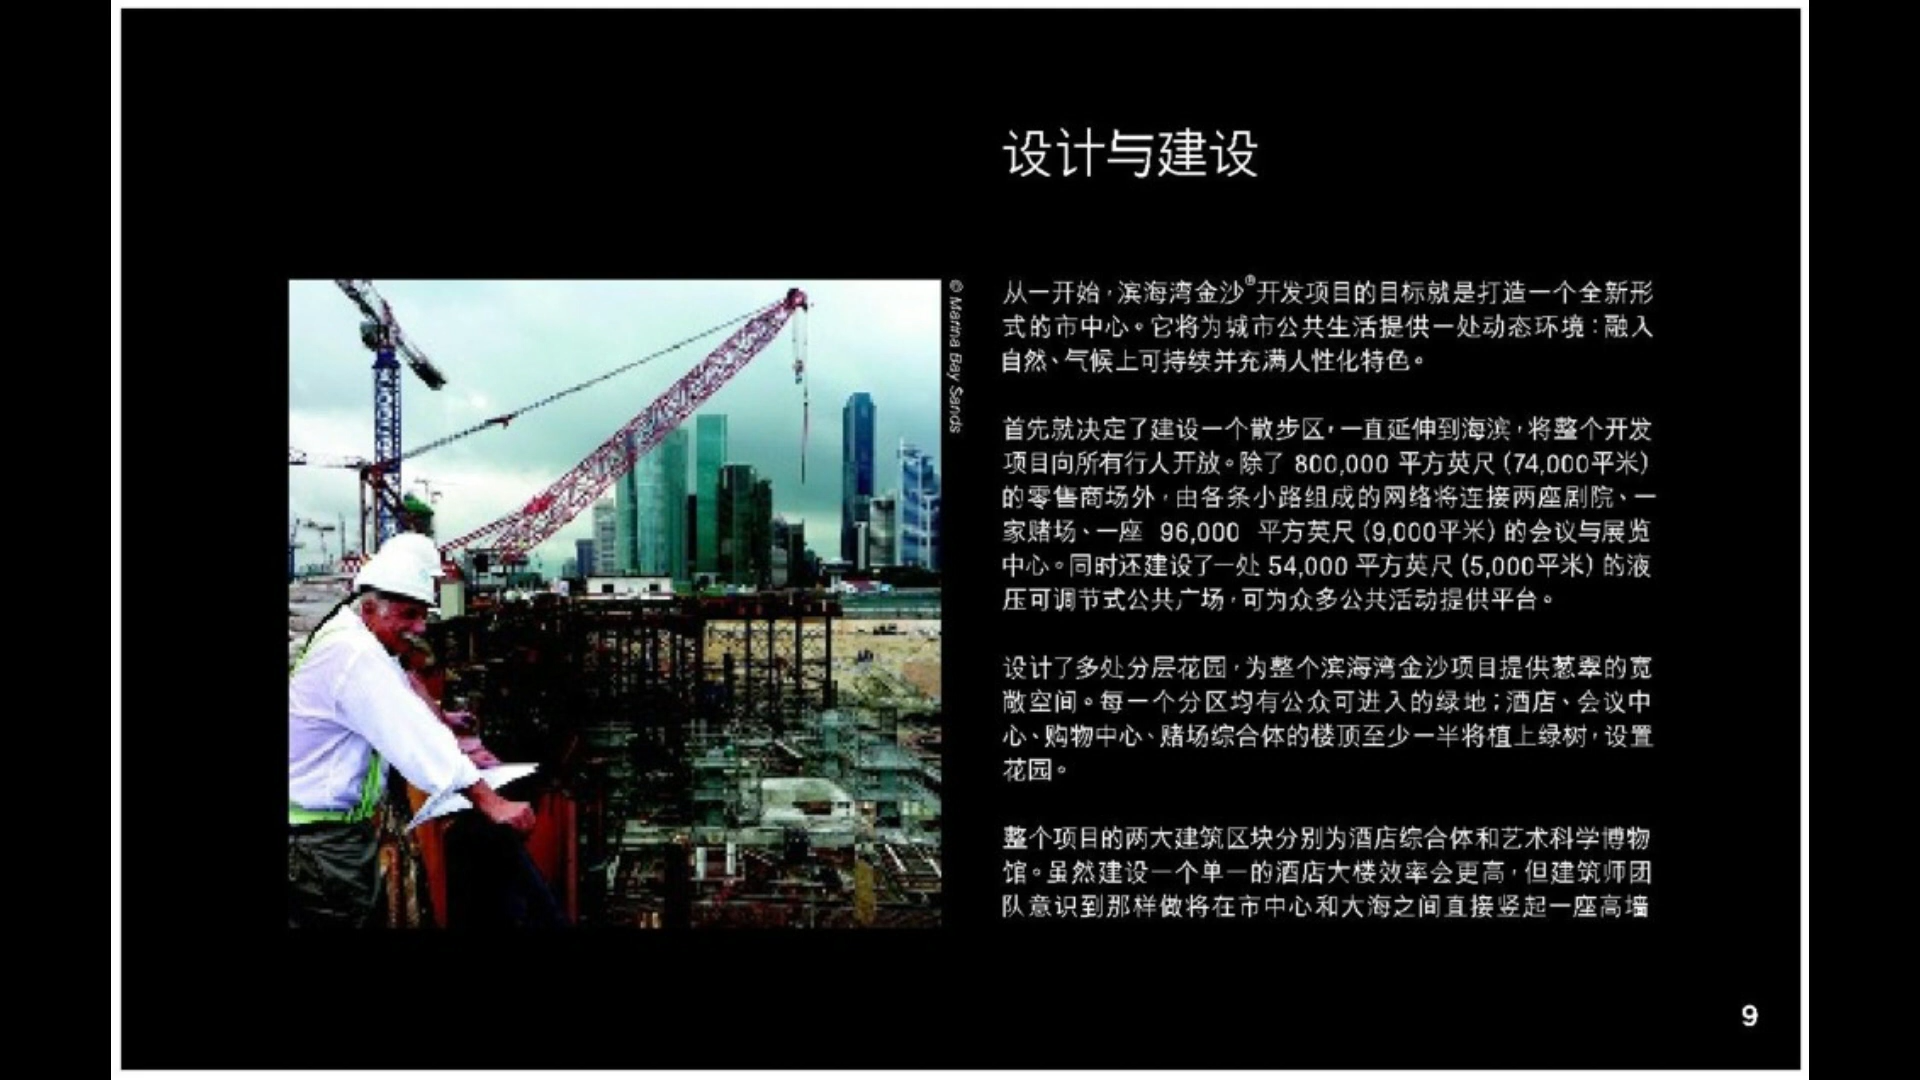 设计与建设
© Marina Bay Sands
从一开始，滨海湾金沙®开发项目的目标就是打造一个全新形
式的市中心。它将为城市公共生活提供一处动态环境：融入
自然、气候上可持续并充满人性化特色。
首先就决定了建设一个散步区，一直延伸到海滨，将整个开发
项目向所有行人开放。除了 800,000 平方英尺（74,000平米）
的零售商场外，由各条小路组成的网络将连接两座剧院、一
家赌场、一座 96,000 平方英尺（9,000平米）的会议与展览
中心。同时还建设了一处 54,000 平方英尺（5,000平米）的液
压可调节式公共广场，可为众多公共活动提供平台。
设计了多处分层花园，为整个滨海湾金沙项目提供葱翠的宽
敞空间。每一个分区均有公众可进入的绿地；酒店、会议中
心、购物中心、赌场综合体的楼顶至少一半将植上绿树，设置
花园。
整个项目的两大建筑区块分别为酒店综合体和艺术科学博物
馆。虽然建设一个单一的酒店大楼效率会更高，但建筑师团
队意识到那样做将在市中心和大海之间直接竖起一座高墙
9